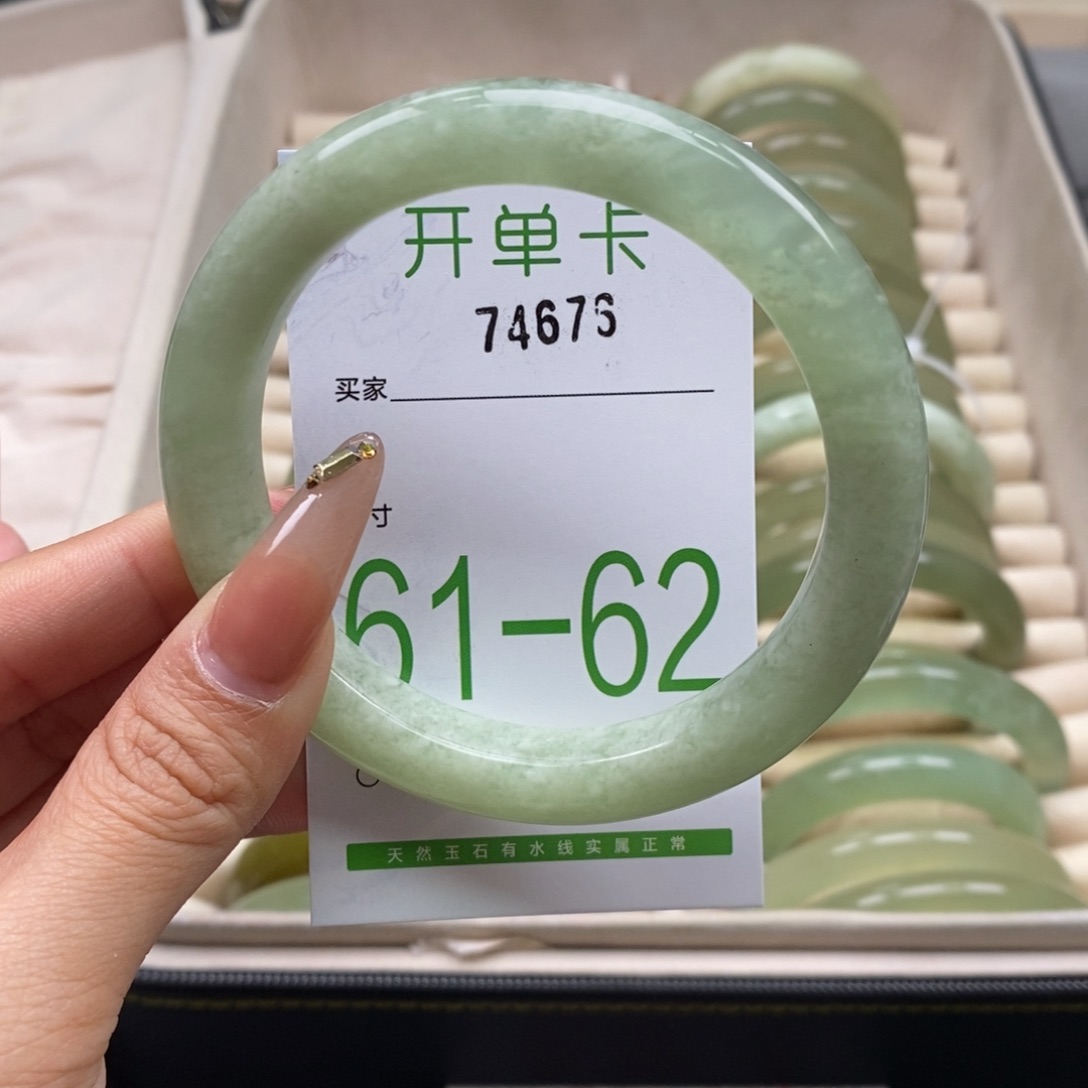 开单卡
74676
买家
寸
61-62
天然玉石有水线实属正常